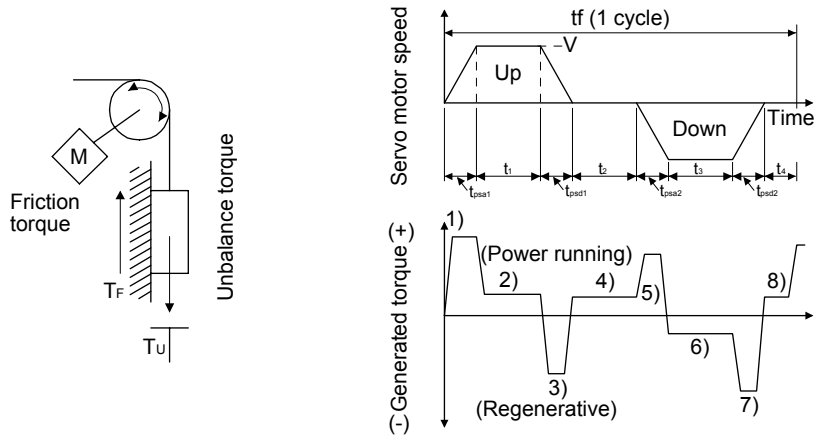 M
Friction
torque
TF
TU
Unbalance torque
Servo motor speed
tf (1 cycle)
V
Up
Down
Time
tpsa1
t1
tpsd1
t2
tpsa2
t3
tpsd2
t4
(-) Generated torque (+)
1)
(Power running)
2)
4)
5)
8)
6)
3)
7)
(Regenerative)